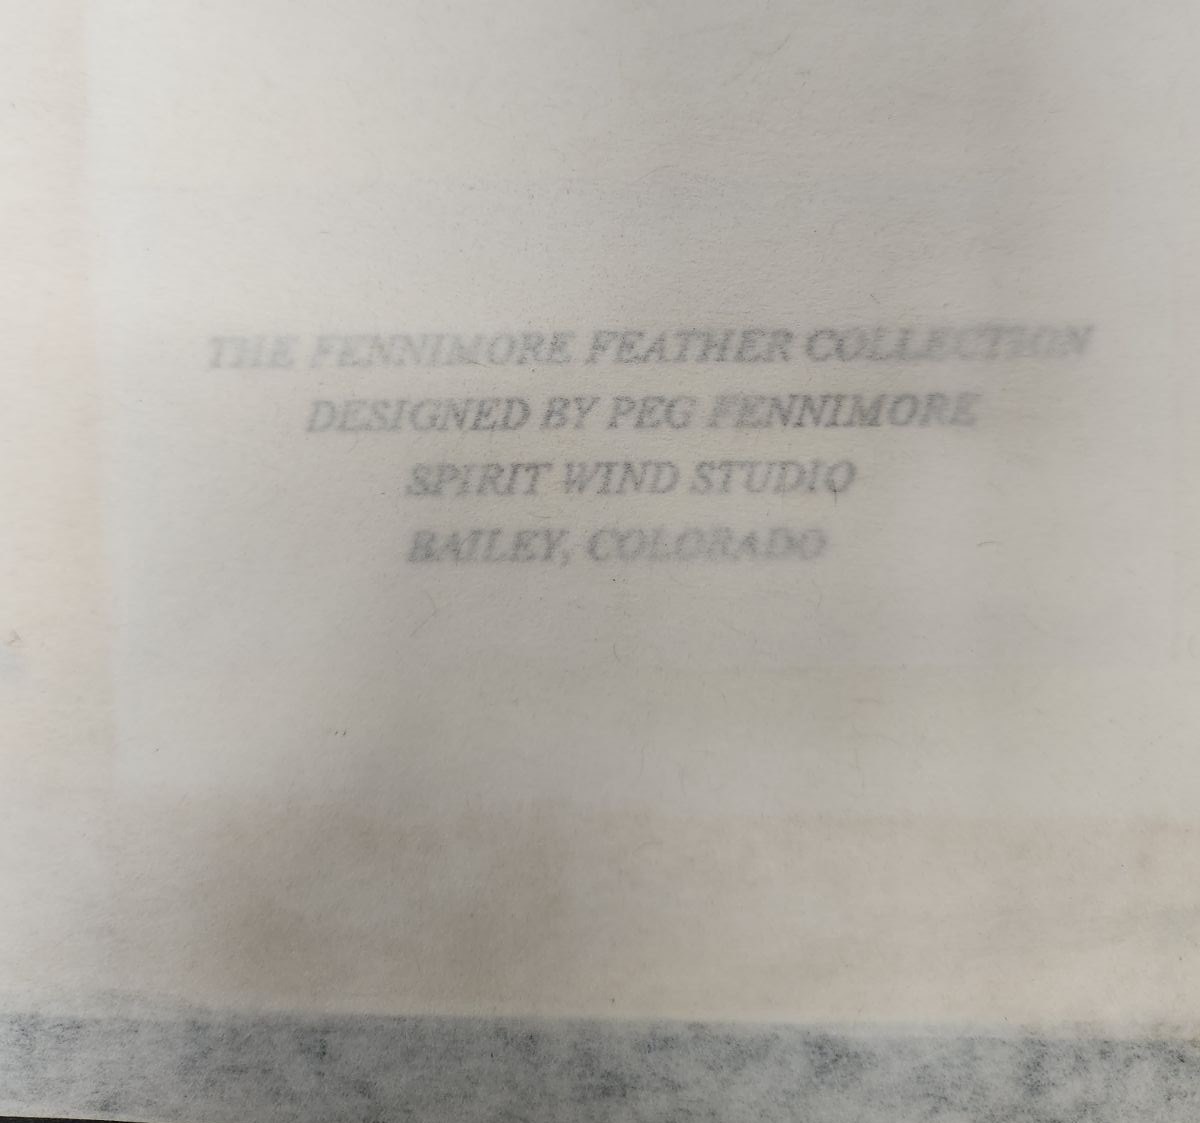 THE FENNIMORE FEATHER COLLECTION
DESIGNED BY PEG FENNIMORE
SPIRIT WIND STUDIO
BAILEY, COLORADO